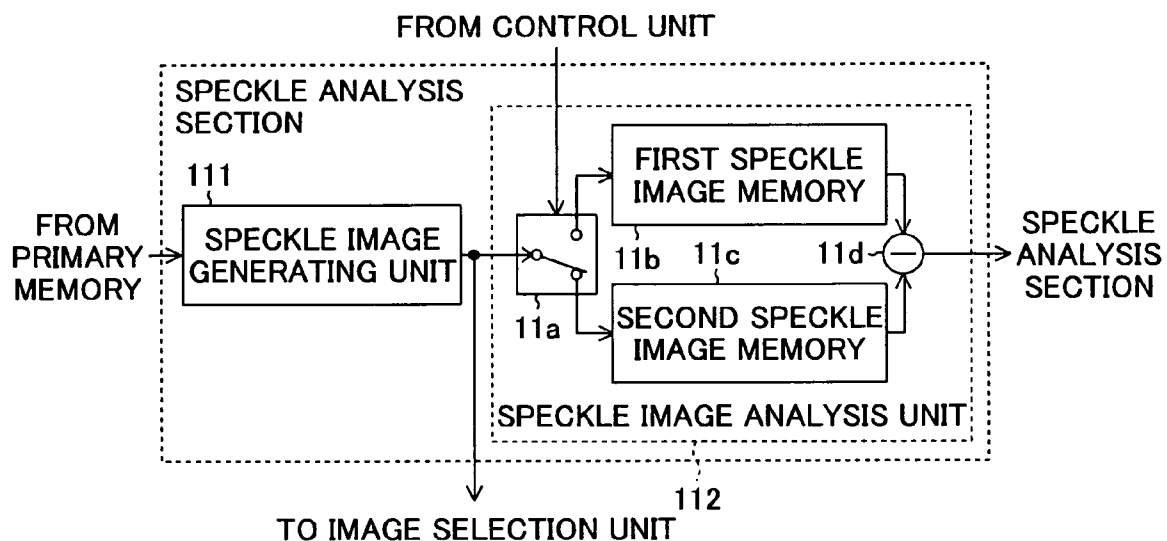 FROM CONTROL UNIT
SPECKLE ANALYSIS
SECTION
111
FROM
PRIMARY
MEMORY
SPECKLE IMAGE
GENERATING UNIT
11a
FIRST SPECKLE
IMAGE MEMORY
11b
11c
11d
SECOND SPECKLE
IMAGE MEMORY
SPECKLE
ANALYSIS
SECTION
SPECKLE IMAGE ANALYSIS UNIT
112
TO IMAGE SELECTION UNIT